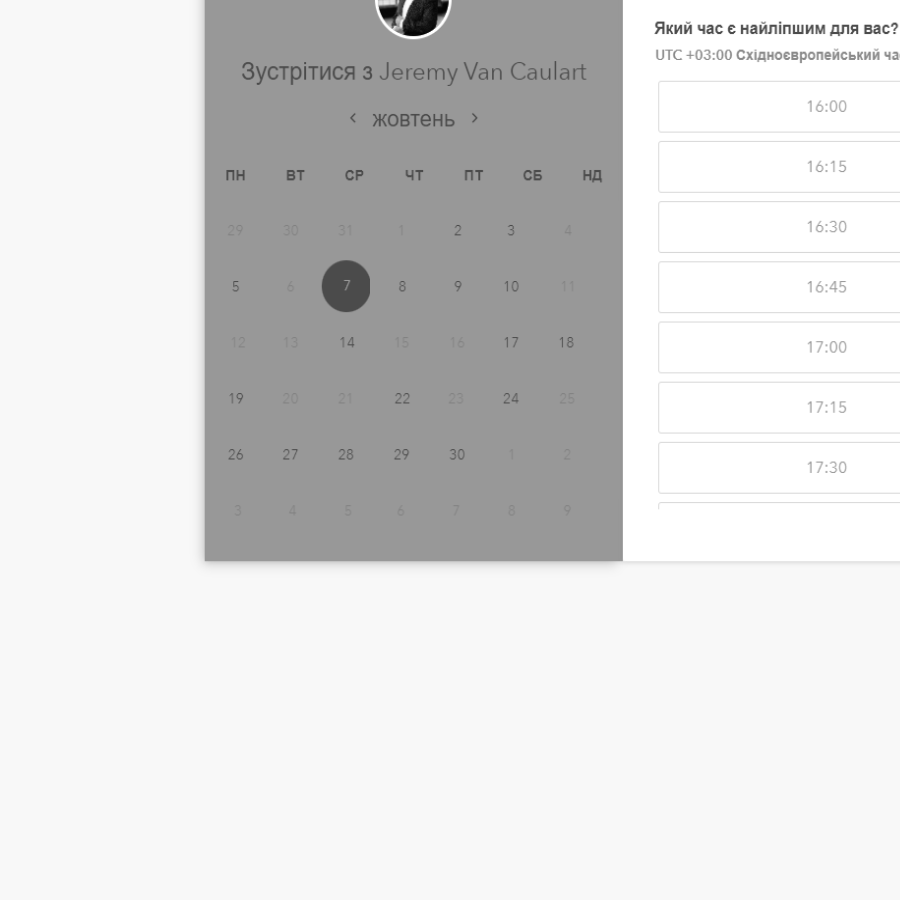 Зустрітися з Jeremy Van Caulart
‹ жовтень ›
ПН ВТ СР ЧТ ПТ СБ НД
29 30 31 1 2 3 4
5 6 7 8 9 10 11
12 13 14 15 16 17 18
19 20 21 22 23 24 25
26 27 28 29 30 1 2
3 4 5 6 7 8 9
Який час є найліпшим для вас?
UTC +03:00 Східноєвропейський
16:00
16:15
16:30
16:45
17:00
17:15
17:30